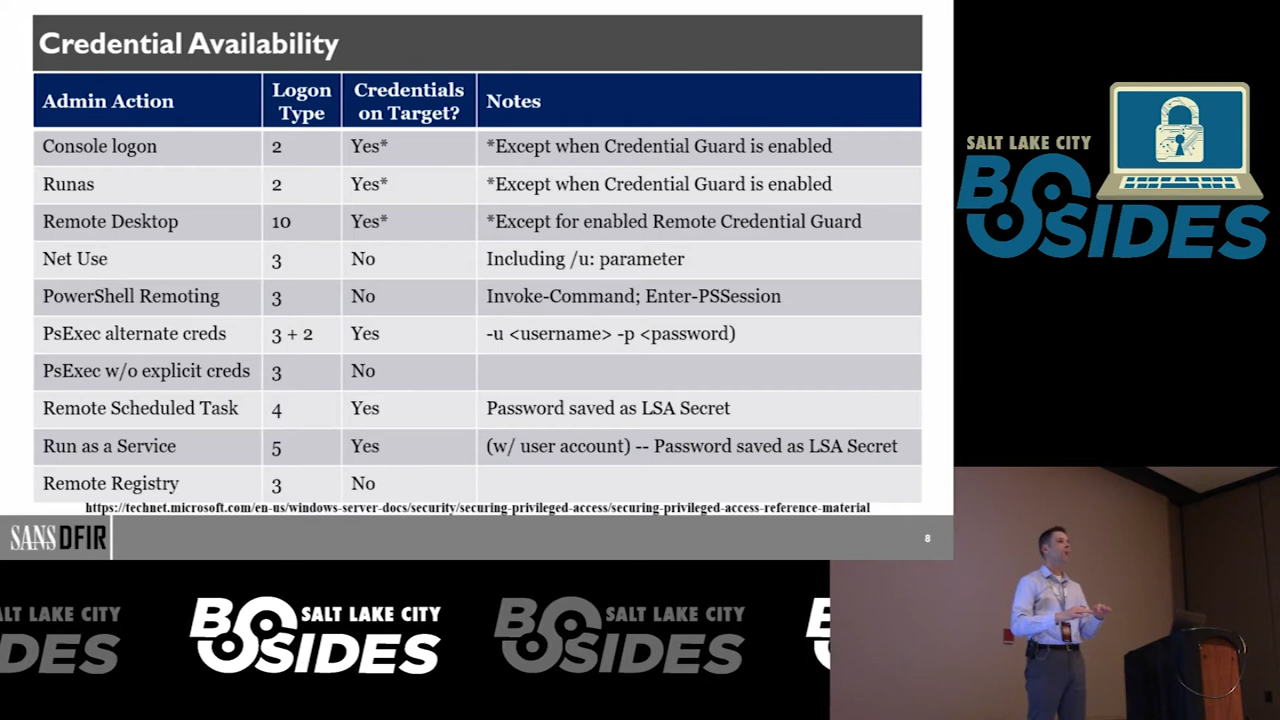 Credential Availability
Admin Action Logon Type Credentials on Target? Notes
Console logon 2 Yes* *Except when Credential Guard is enabled
Runas 2 Yes* *Except when Credential Guard is enabled
Remote Desktop 10 Yes* *Except for enabled Remote Credential Guard
Net Use 3 No Including /u: parameter
PowerShell Remoting 3 No Invoke-Command; Enter-PSSession
PsExec alternate creds 3 + 2 Yes -u <username> -p <password)
PsExec w/o explicit creds 3 No
Remote Scheduled Task 4 Yes Password saved as LSA Secret
Run as a Service 5 Yes (w/ user account) -- Password saved as LSA Secret
Remote Registry 3 No
https://technet.microsoft.com/en-us/windows-server-docs/security/securing-privileged-access/securing-privileged-access-reference-material
SANS DFIR
8
SALT LAKE CITY
BSIDES
ALT LAKE CITY
SIDES
SALT LAKE CITY
BSIDES
SALT LAKE CITY
BSIDES
B